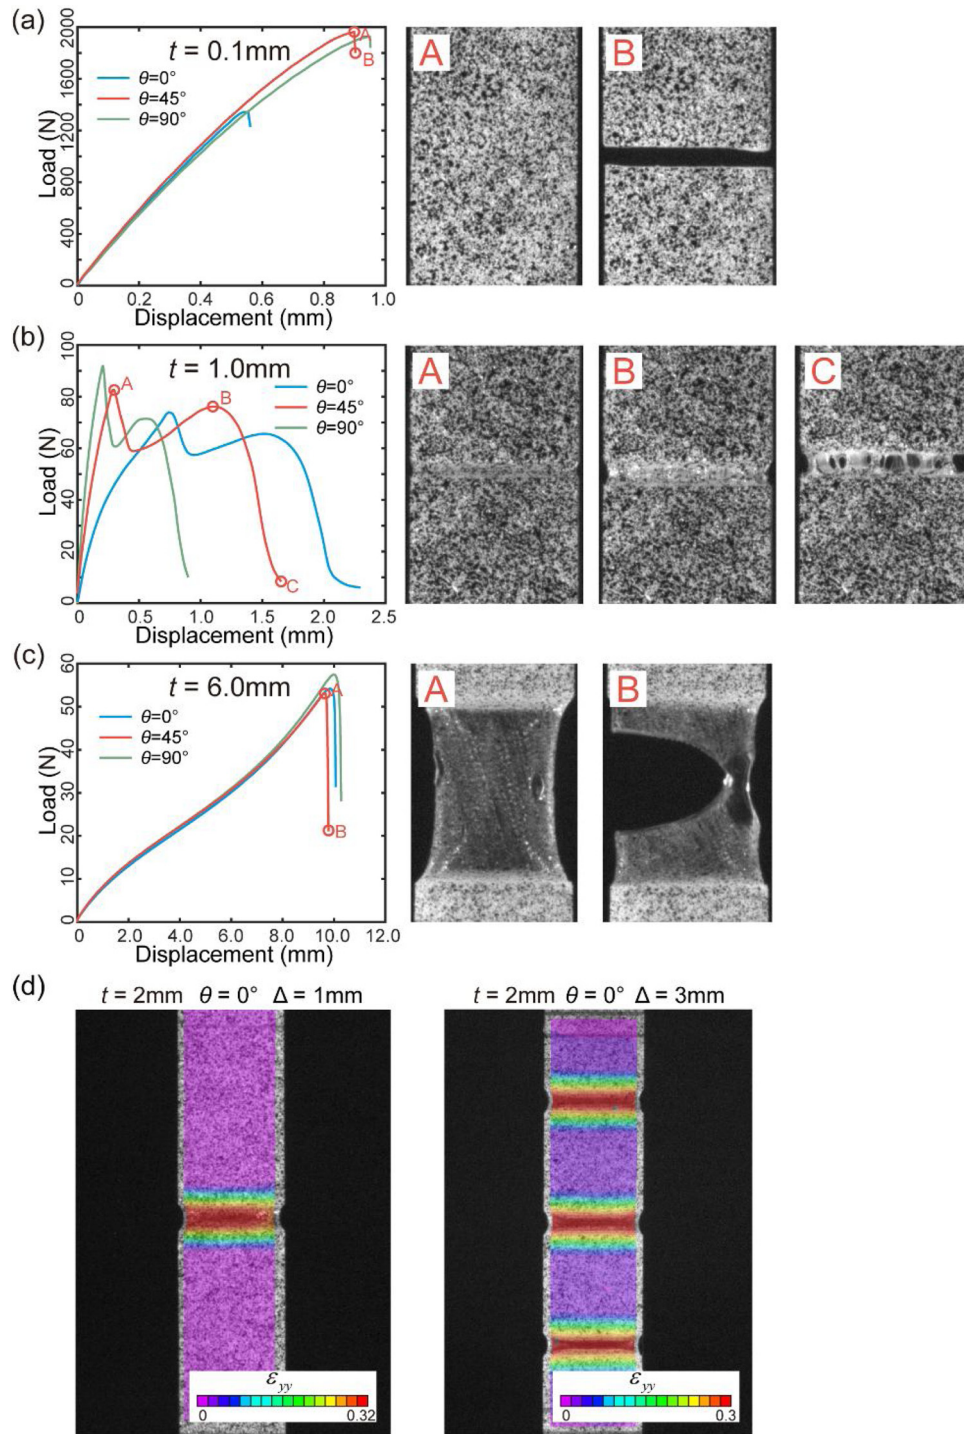 (a)
t = 0.1mm
θ=0°
θ=45°
θ=90°
A
B
Load (N)
0 400 800 1200 1600 2000
0 0.2 0.4 0.6 0.8 1.0
Displacement (mm)
A
B
(b)
t = 1.0mm
θ=0°
θ=45°
θ=90°
A
B
C
Load (N)
0 20 40 60 80 100
0 0.5 1.0 1.5 2.0 2.5
Displacement (mm)
A
B
C
(c)
t = 6.0mm
θ=0°
θ=45°
θ=90°
A
B
Load (N)
0 10 20 30 40 50 60
0 2.0 4.0 6.0 8.0 10.0 12.0
Displacement (mm)
A
B
(d)
t = 2mm θ = 0° Δ = 1mm
εyy
0 0.32
t = 2mm θ = 0° Δ = 3mm
εyy
0 0.3